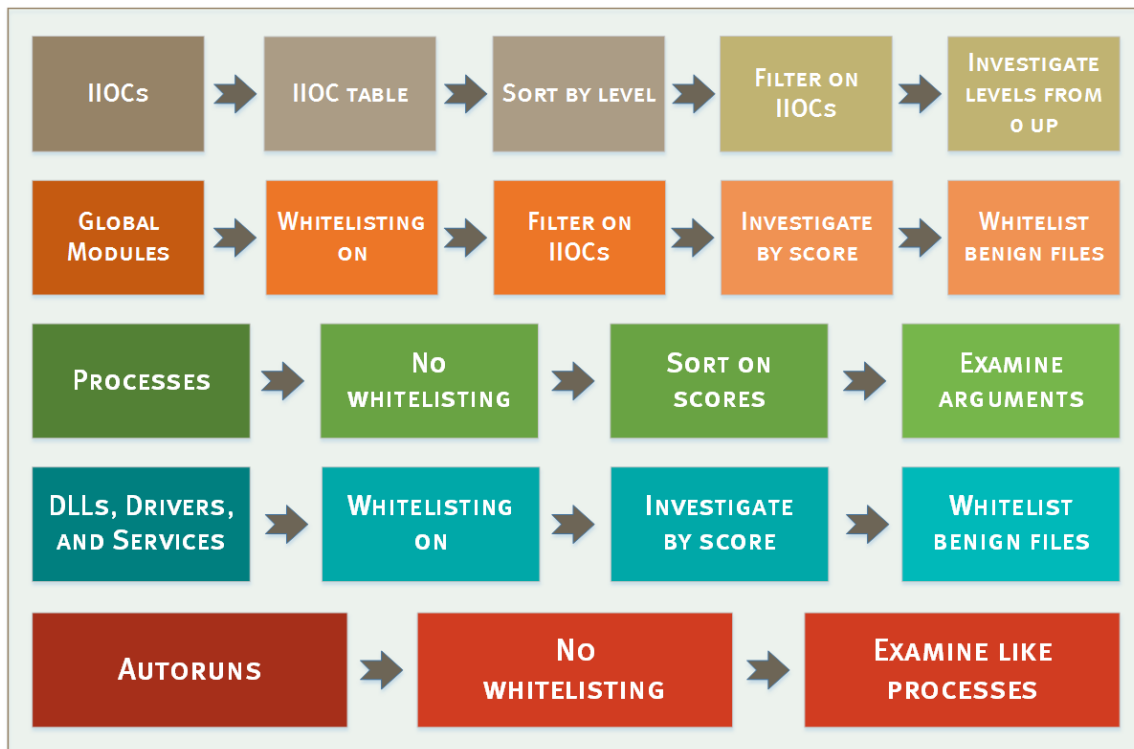 IIOCs
IIOC table
Sort by level
Filter on
IIOCs
Investigate
levels from
0 up
Global
Modules
Whitelisting
on
Filter on
IIOCs
Investigate
by score
Whitelist
benign files
Processes
No
whitelisting
Sort on
scores
Examine
arguments
DLLs, Drivers,
and Services
Whitelisting
on
Investigate
by score
Whitelist
benign files
Autoruns
No
whitelisting
Examine like
processes